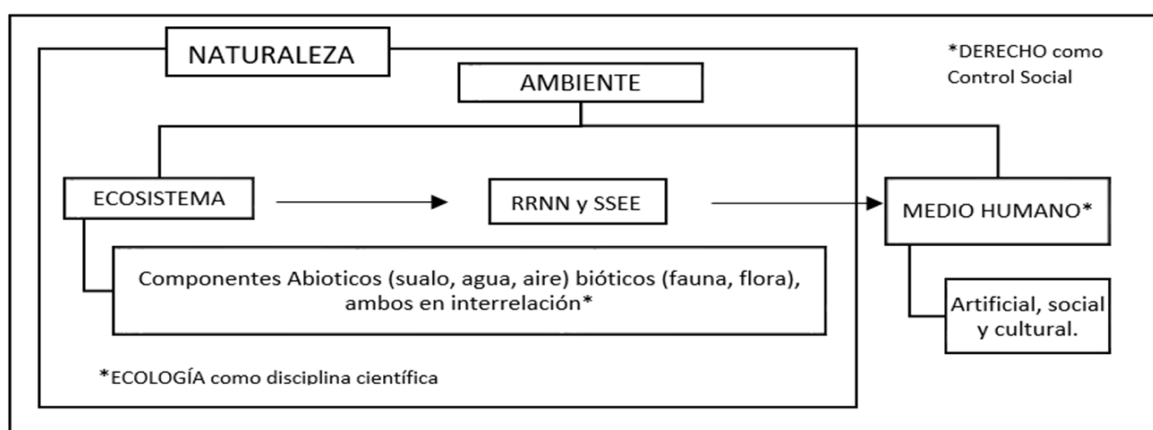 NATURALEZA
*DERECHO como
Control Social
AMBIENTE
ECOSISTEMA
RRNN y SSEE
MEDIO HUMANO*
Componentes Abioticos (sualo, agua, aire) bióticos (fauna, flora),
ambos en interrelación*
Artificial, social
y cultural.
*ECOLOGÍA como disciplina científica